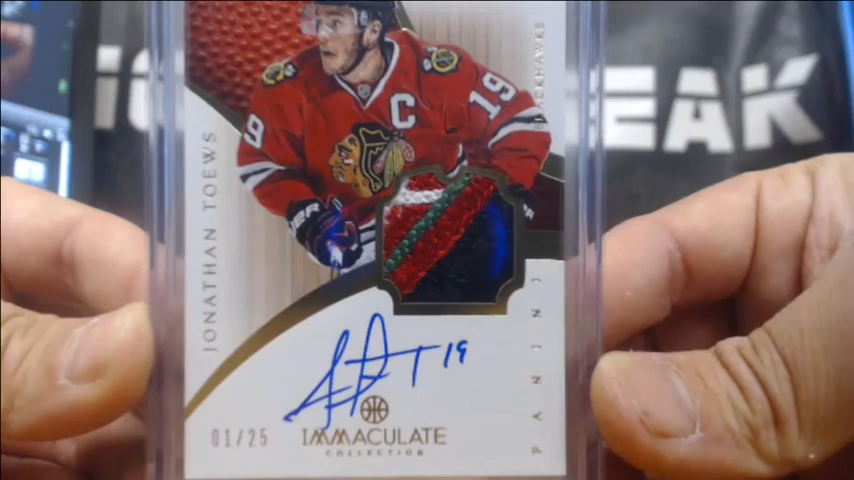 BLACKHAWKS
C
19
JONATHAN TOEWS
PANINI
19
01/25
IMMACULATE
COLLECTION
EAK